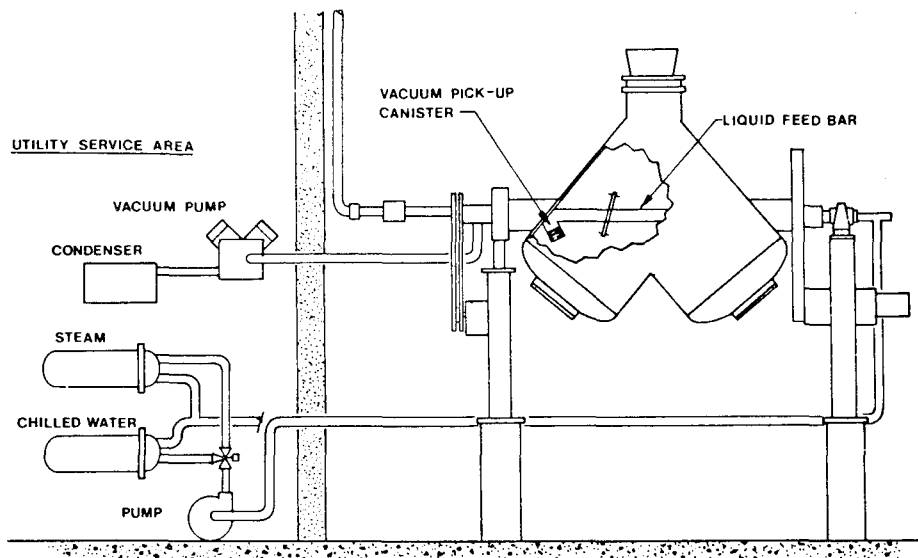 VACUUM PICK-UP
CANISTER
LIQUID FEED BAR
UTILITY SERVICE AREA
VACUUM PUMP
CONDENSER
STEAM
CHILLED WATER
PUMP